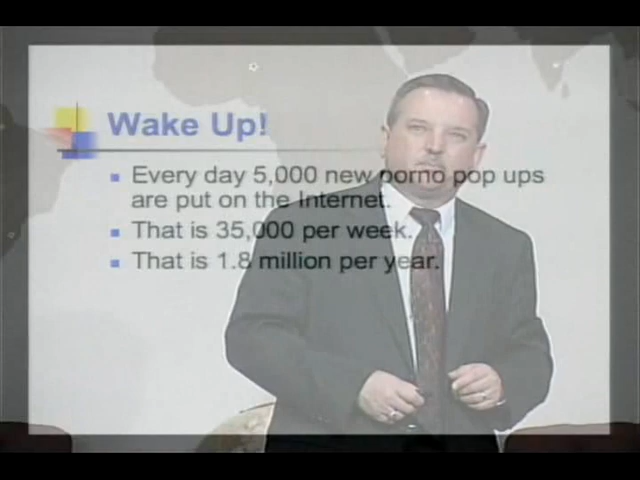 Wake Up!
Every day 5,000 new porno pop ups
are put on the Internet.
That is 35,000 per week.
That is 1.8 million per year.